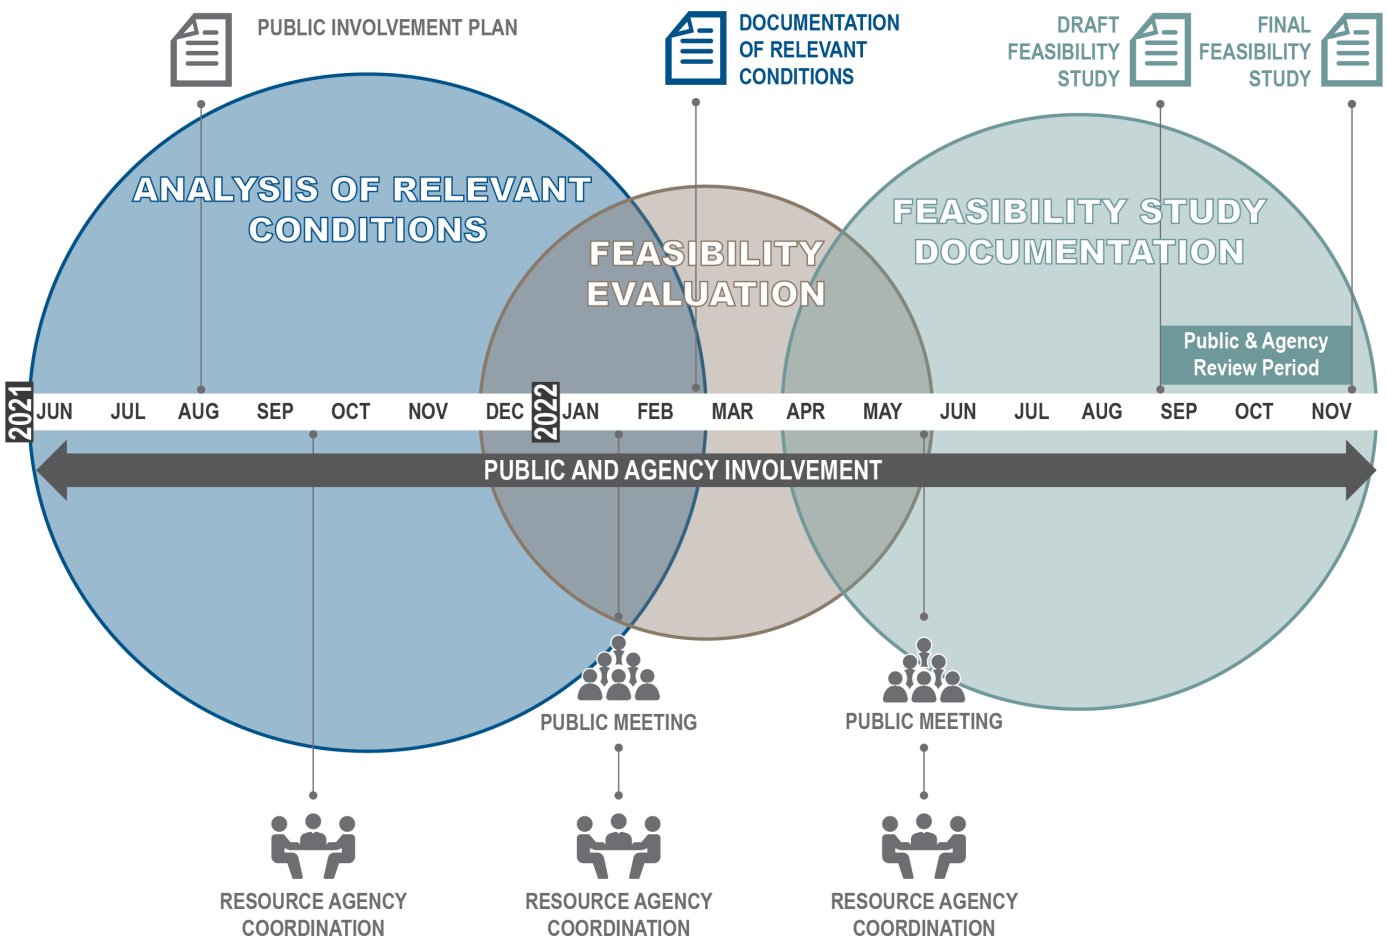 PUBLIC INVOLVEMENT PLAN
DOCUMENTATION
OF RELEVANT
CONDITIONS
DRAFT
FEASIBILITY
STUDY
FINAL
FEASIBILITY
STUDY
ANALYSIS OF RELEVANT
CONDITIONS
FEASIBILITY
EVALUATION
FEASIBILITY STUDY
DOCUMENTATION
Public & Agency
Review Period
2021 JUN JUL AUG SEP OCT NOV DEC 2022 JAN FEB MAR APR MAY JUN JUL AUG SEP OCT NOV
PUBLIC AND AGENCY INVOLVEMENT
PUBLIC MEETING
PUBLIC MEETING
RESOURCE AGENCY
COORDINATION
RESOURCE AGENCY
COORDINATION
RESOURCE AGENCY
COORDINATION